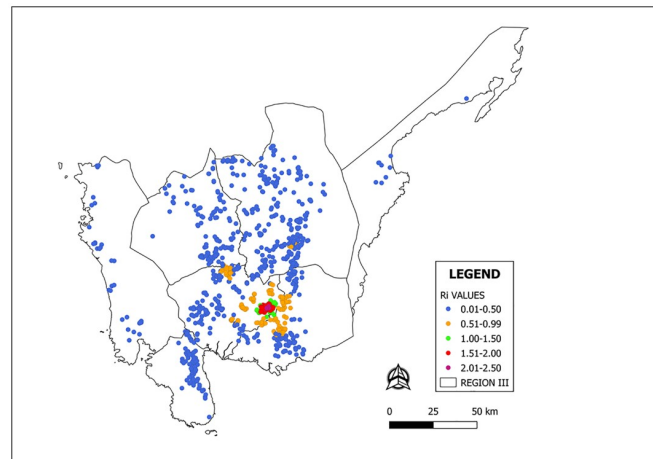 LEGEND
Ri VALUES
0.01-0.50
0.51-0.99
1.00-1.50
1.51-2.00
2.01-2.50
REGION III
0 25 50 km